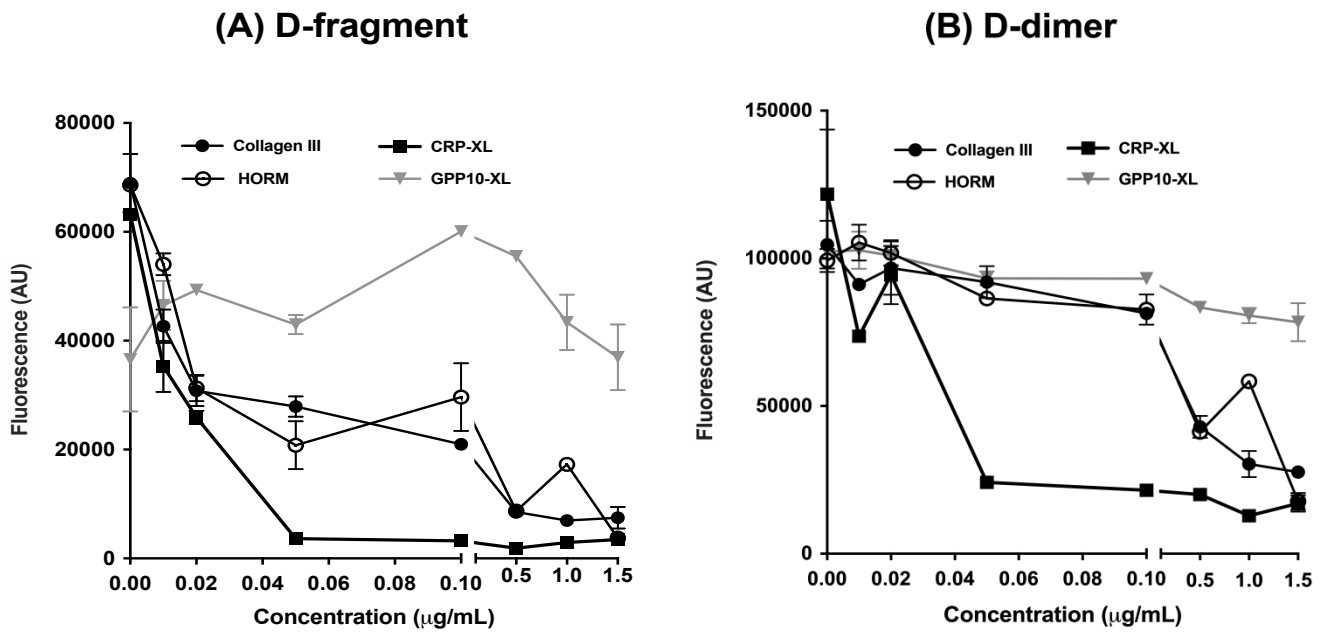 (A) D-fragment
80000
60000
40000
20000
0
Fluorescence (AU)
Collagen III
CRP-XL
HORM
GPP10-XL
0.00 0.02 0.04 0.06 0.08 0.10 0.5 1.0 1.5
Concentration (μg/mL)
(B) D-dimer
150000
100000
50000
0
Fluorescence (AU)
Collagen III
CRP-XL
HORM
GPP10-XL
0.00 0.02 0.04 0.06 0.08 0.10 0.5 1.0 1.5
Concentration (μg/mL)